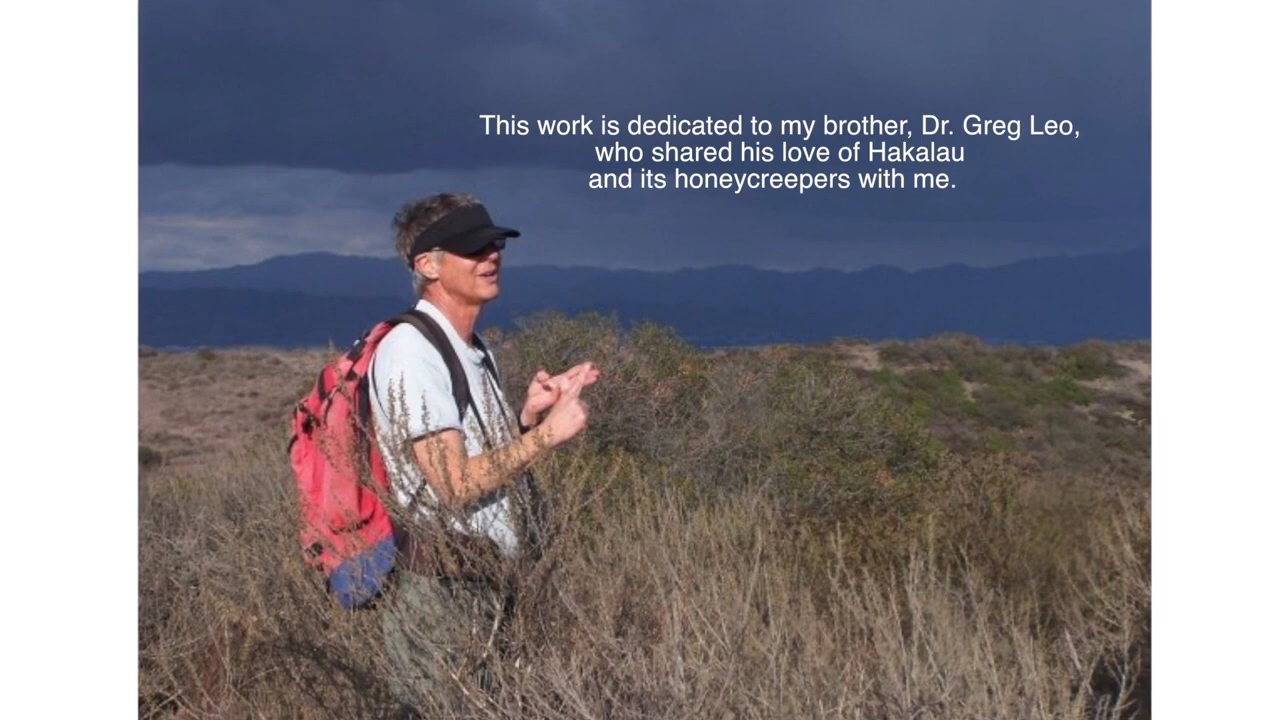 This work is dedicated to my brother, Dr. Greg Leo,
who shared his love of Hakalau
and its honeycreepers with me.